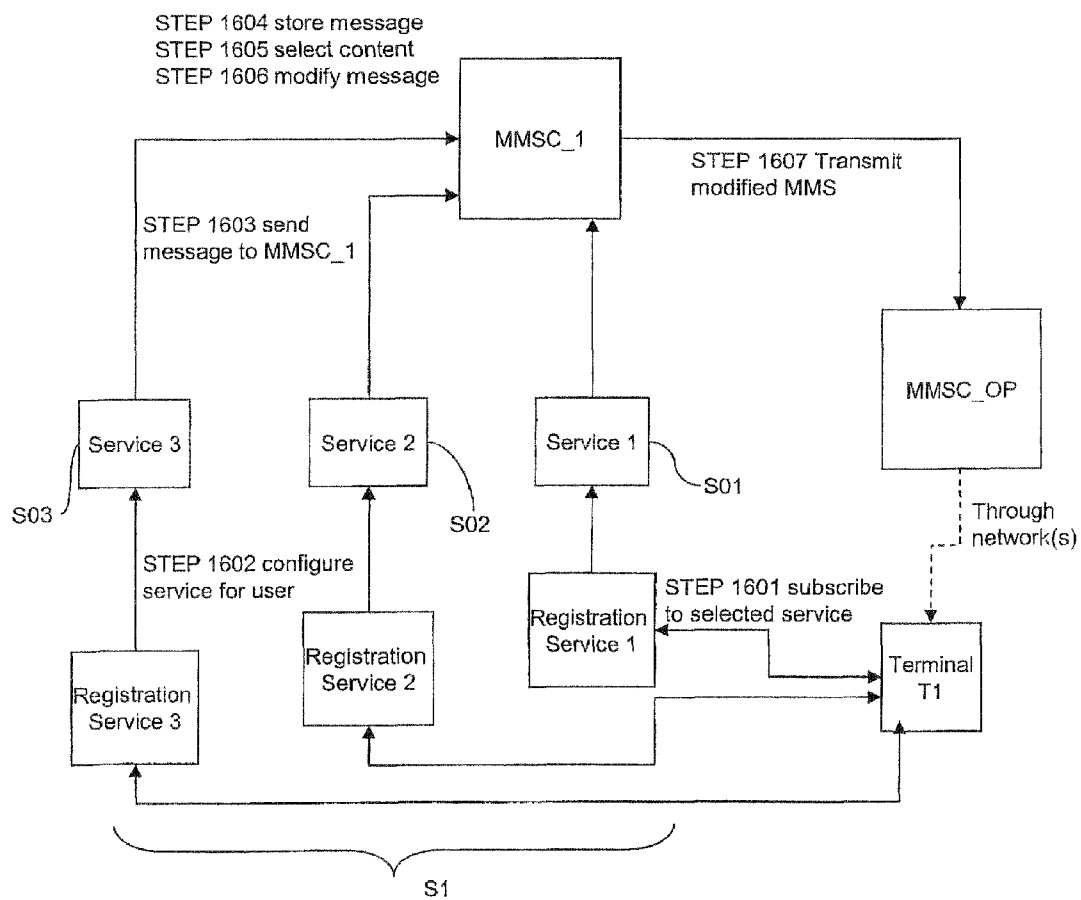 STEP 1604 store message
STEP 1605 select content
STEP 1606 modify message
MMSC_1
STEP 1607 Transmit
modified MMS
STEP 1603 send
message to MMSC_1
MMSC_OP
Service 3
Service 2
Service 1
S03
S02
S01
Through
network(s)
STEP 1602 configure
service for user
STEP 1601 subscribe
to selected service
Registration
Service 1
Registration
Service 2
Registration
Service 3
Terminal
T1
S1